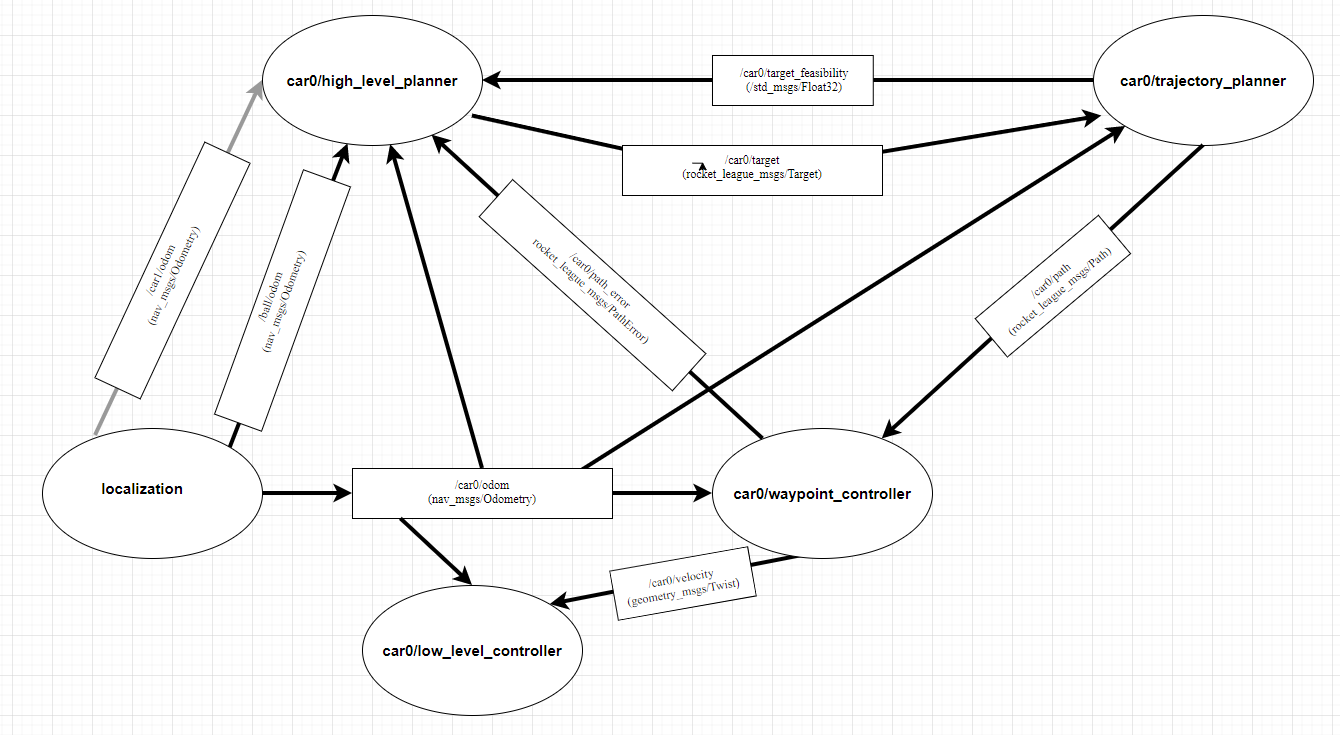 car0/high_level_planner
/car0/target_feasibility
(/std_msgs/Float32)
car0/trajectory_planner
/car0/target
(rocket_league_msgs/Target)
/car1/odom
(nav_msgs/Odometry)
/ball/odom
(nav_msgs/Odometry)
/car0/path_error
rocket_league_msgs/PathError)
/car0/path
(rocket_league_msgs/Path)
localization
/car0/odom
(nav_msgs/Odometry)
car0/waypoint_controller
/car0/velocity
(geometry_msgs/Twist)
car0/low_level_controller